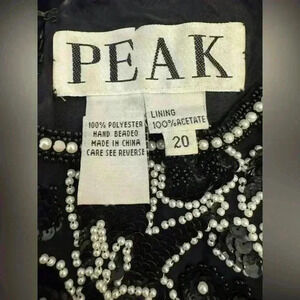 PEAK
100% POLYESTER
HAND BEADED
MADE IN CHINA
CARE SEE REVERSE
LINING
100% ACETATE
20